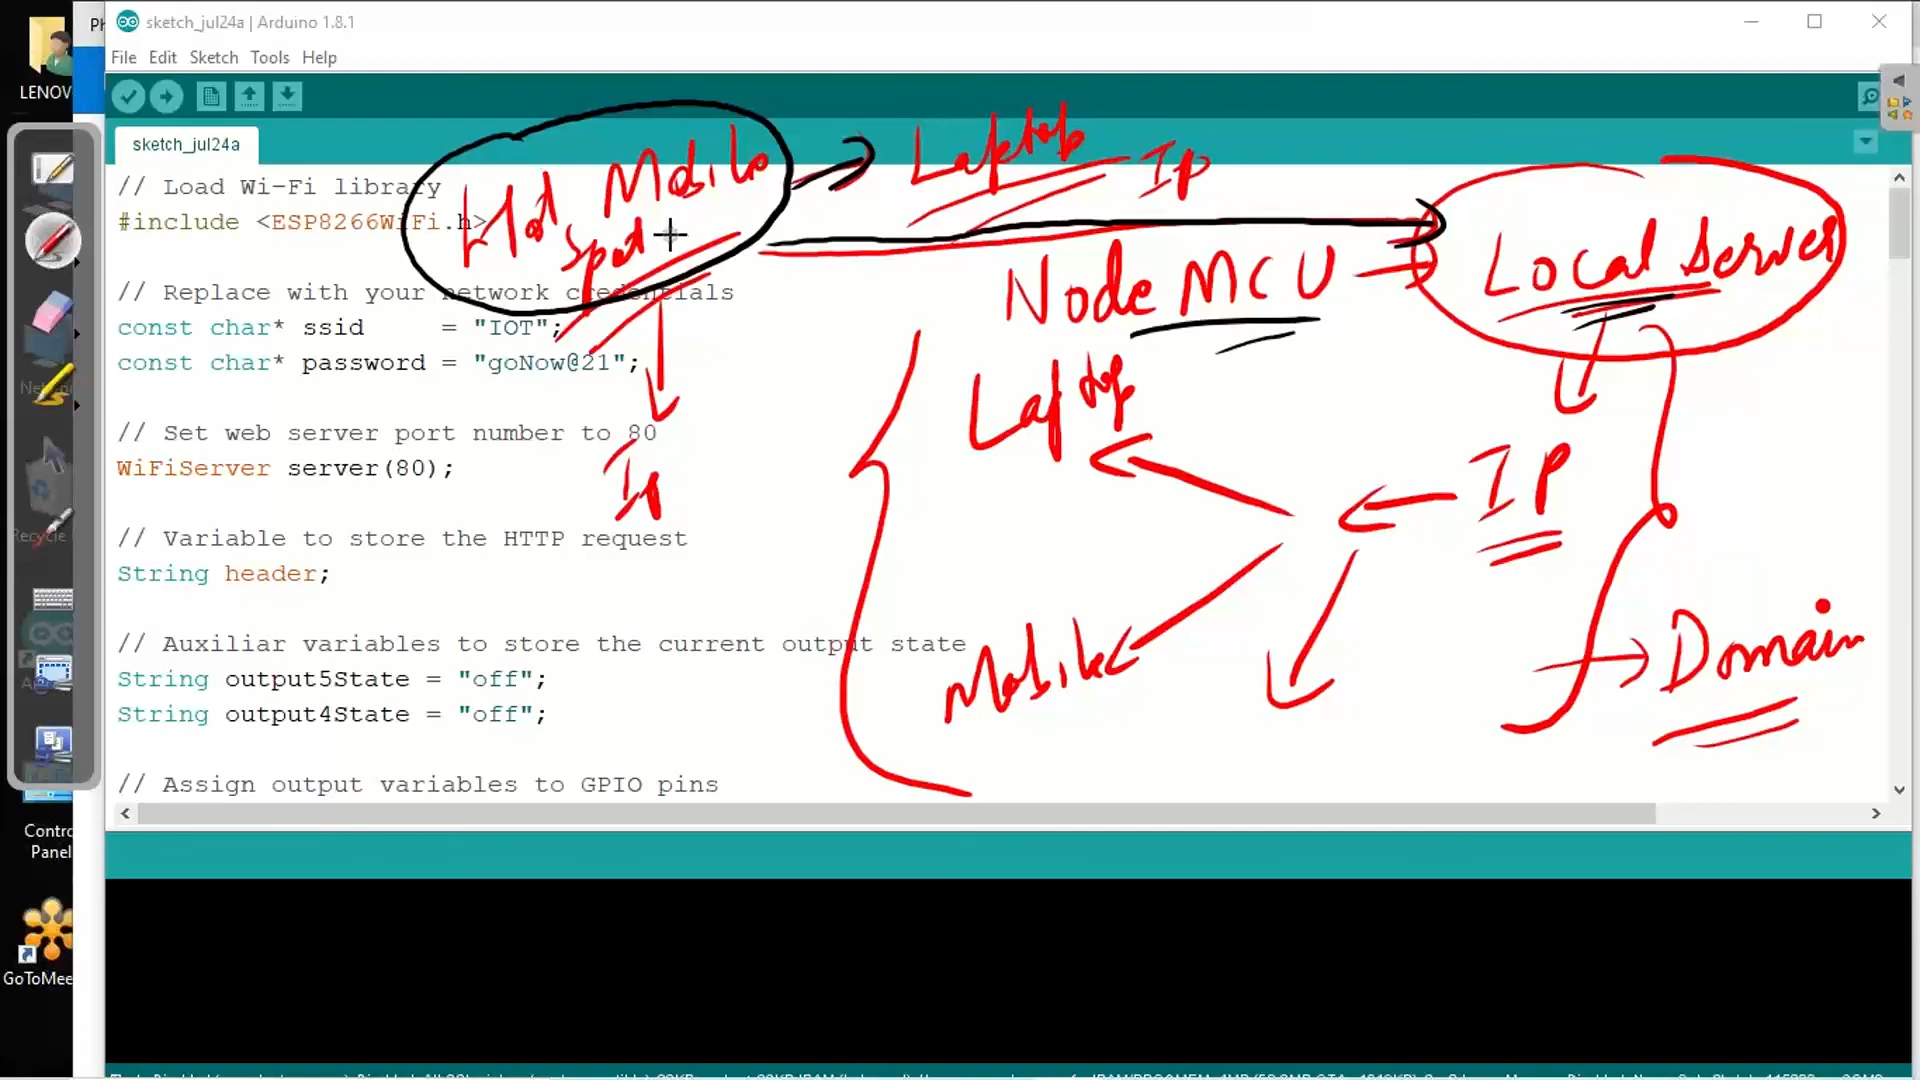 sketch_jul24a | Arduino 1.8.1
File Edit Sketch Tools Help
LENOV
sketch_jul24a
// Load Wi-Fi library
#include <ESP8266WiFi.h>
// Replace with your network credentials
const char* ssid = "IOT";
const char* password = "goNow@21";
// Set web server port number to 80
WiFiServer server(80);
// Variable to store the HTTP request
String header;
// Auxiliar variables to store the current output state
String output5State = "off";
String output4State = "off";
// Assign output variables to GPIO pins
Hot Spot Mobile
Laptop Ip
Node MCU
Local Server
Ip
Laptop
IP
Mobile
Domain
Recycle
Contro
Panel
GoToMee